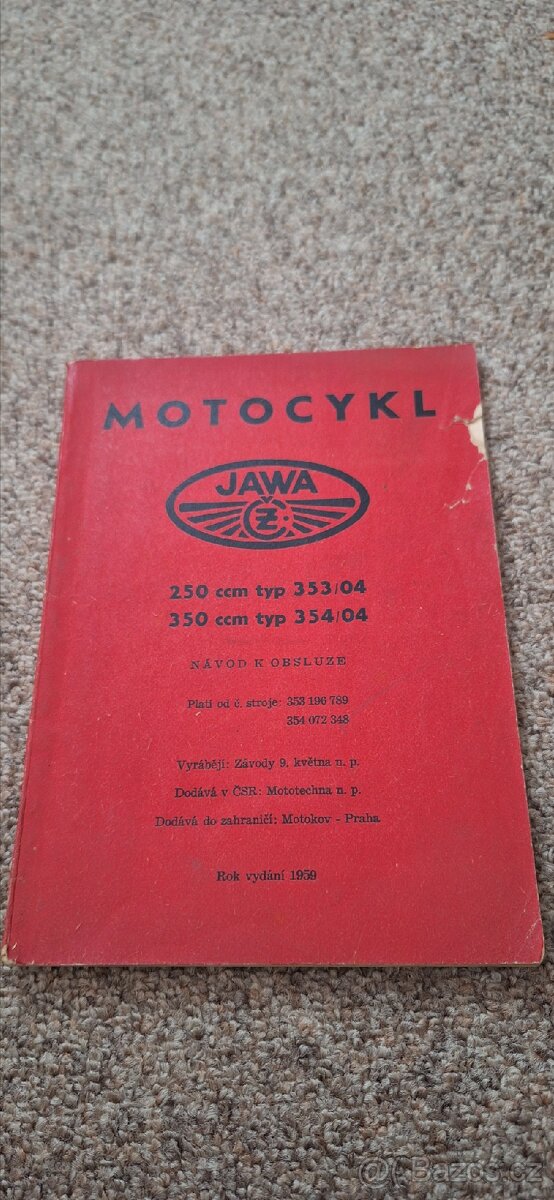 MOTOCYKL
JAWA
ČZ
250 ccm typ 353/04
350 ccm typ 354/04
NÁVOD K OBSLUZE
Platí od č. stroje: 353 196 789
354 072 348
Vyrábějí: Závody 9. května n. p.
Dodává v ČSR: Mototechna n. p.
Dodává do zahraničí: Motokov - Praha
Rok vydání 1959
Bazoš.cz